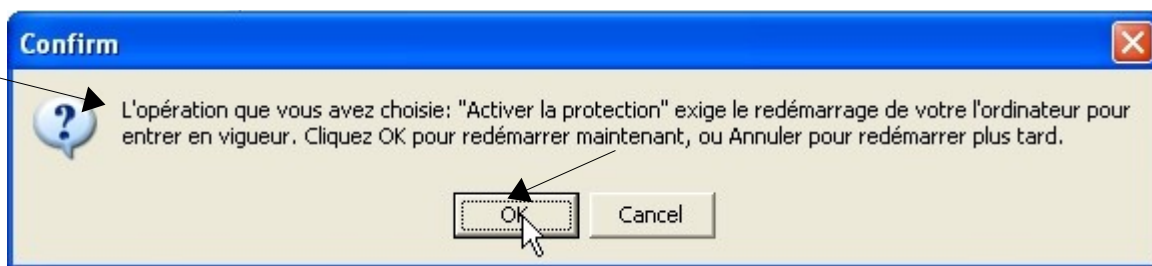 Confirm
L'opération que vous avez choisie: "Activer la protection" exige le redémarrage de votre l'ordinateur pour
entrer en vigueur. Cliquez OK pour redémarrer maintenant, ou Annuler pour redémarrer plus tard.
OK
Cancel